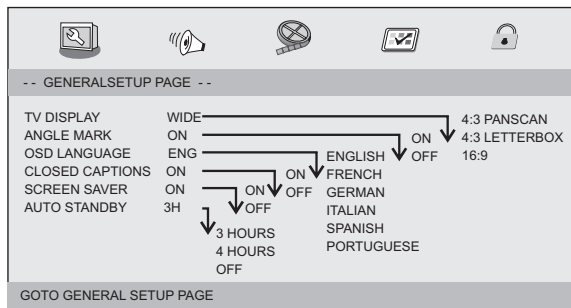 - - GENERALSETUP PAGE - -
TV DISPLAY WIDE
ANGLE MARK ON
OSD LANGUAGE ENG
CLOSED CAPTIONS ON
SCREEN SAVER ON
AUTO STANDBY 3H
3 HOURS
4 HOURS
OFF
ON
OFF
ON
OFF
ENGLISH
FRENCH
GERMAN
ITALIAN
SPANISH
PORTUGUESE
ON
OFF
4:3 PANSCAN
4:3 LETTERBOX
16:9
GOTO GENERAL SETUP PAGE